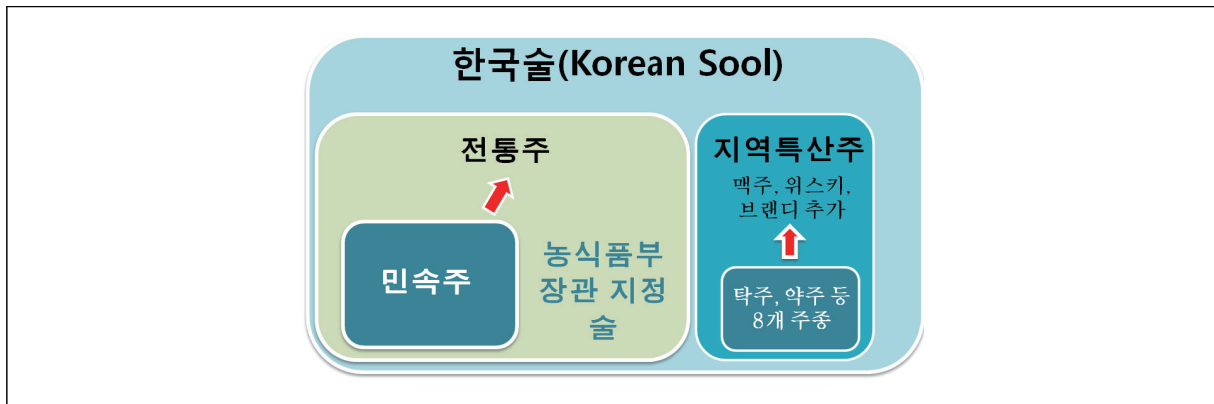 한국술(Korean Sool)
전통주
민속주
농식품부
장관 지정
술
지역특산주
맥주, 위스키,
브랜디 추가
탁주, 약주 등
8개 주종